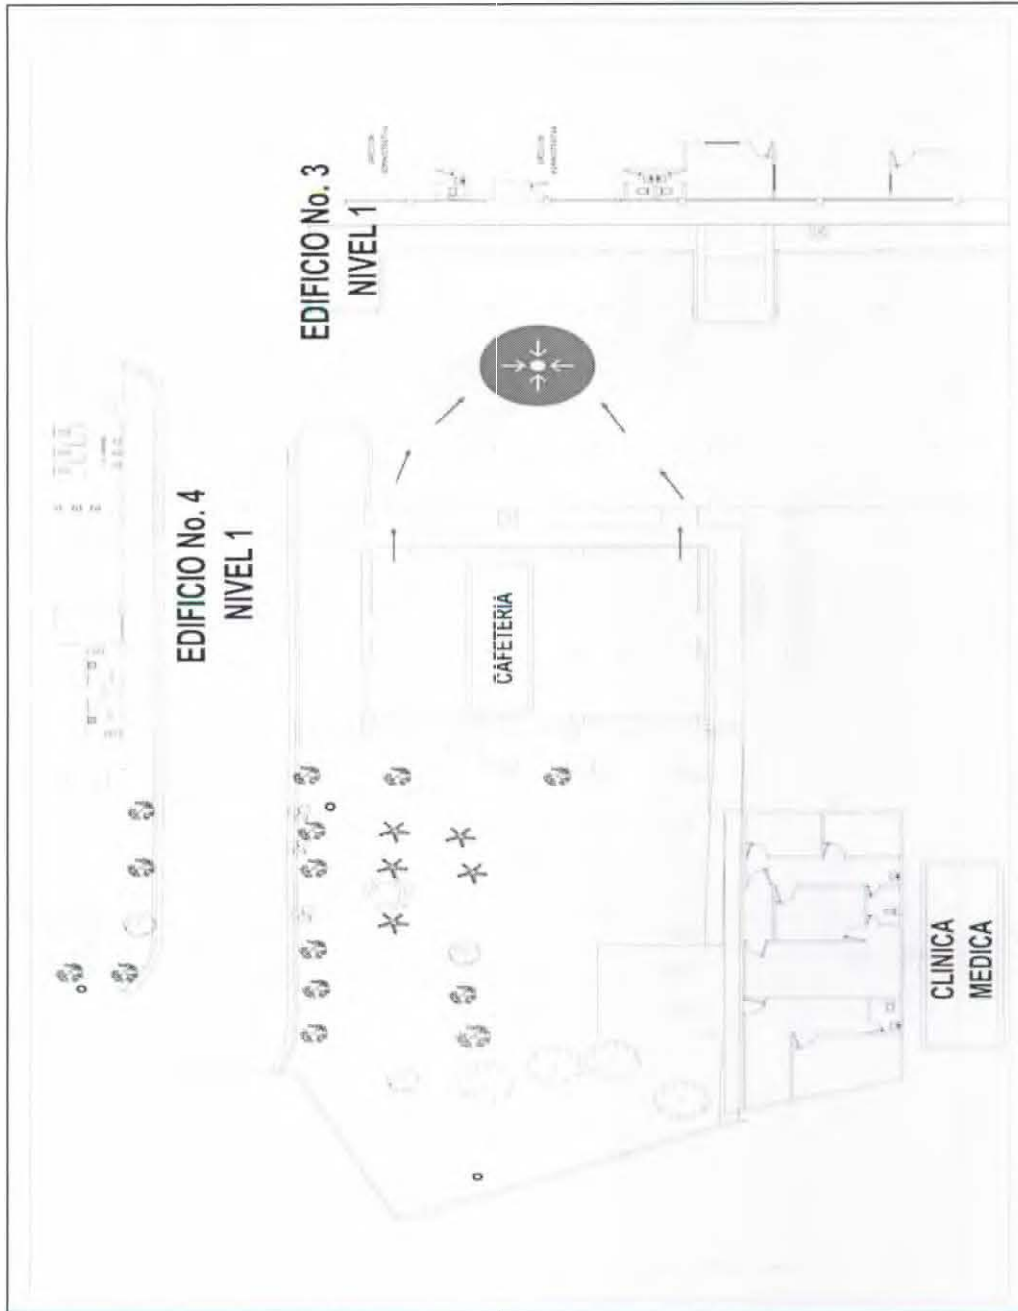 EDIFICIO No. 3
NIVEL 1
EDIFICIO No. 4
NIVEL 1
CAFETERIA
CLINICA
MEDICA